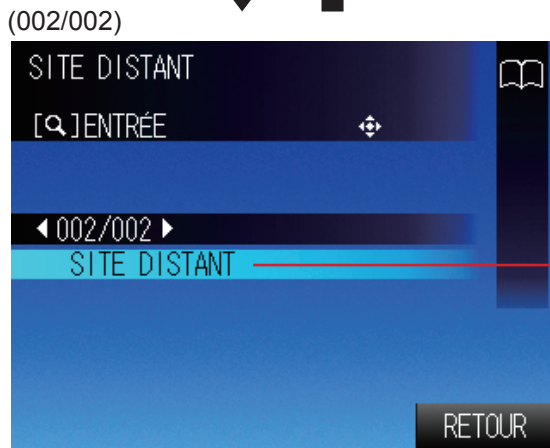 (002/002)
SITE DISTANT
[🔍]ENTRÉE
◀002/002▶
SITE DISTANT
RETOUR